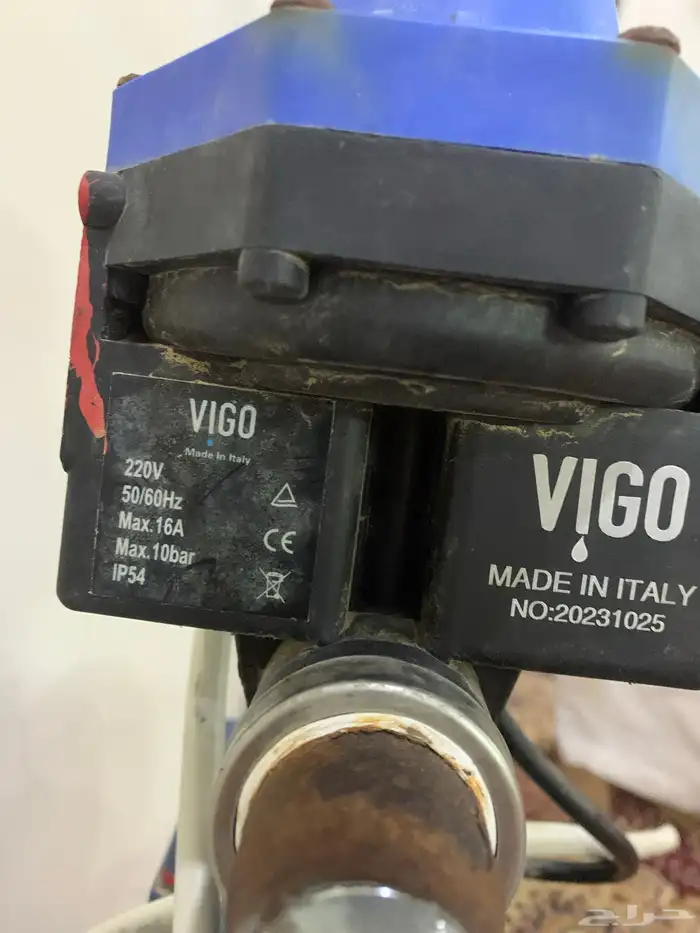 VIGO
Made in Italy
220V
50/60Hz
Max.16A
Max.10bar
IP54
CE
VIGO
MADE IN ITALY
NO:20231025
حراج